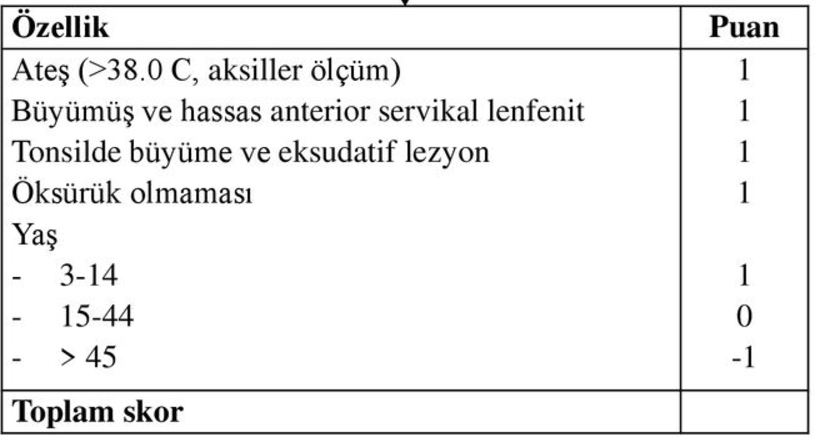 Özellik Puan
Ateş (>38.0 C, aksiller ölçüm) 1
Büyümüş ve hassas anterior servikal lenfenit 1
Tonsilde büyüme ve eksudatif lezyon 1
Öksürük olmaması 1
Yaş
- 3-14 1
- 15-44 0
- > 45 -1
Toplam skor